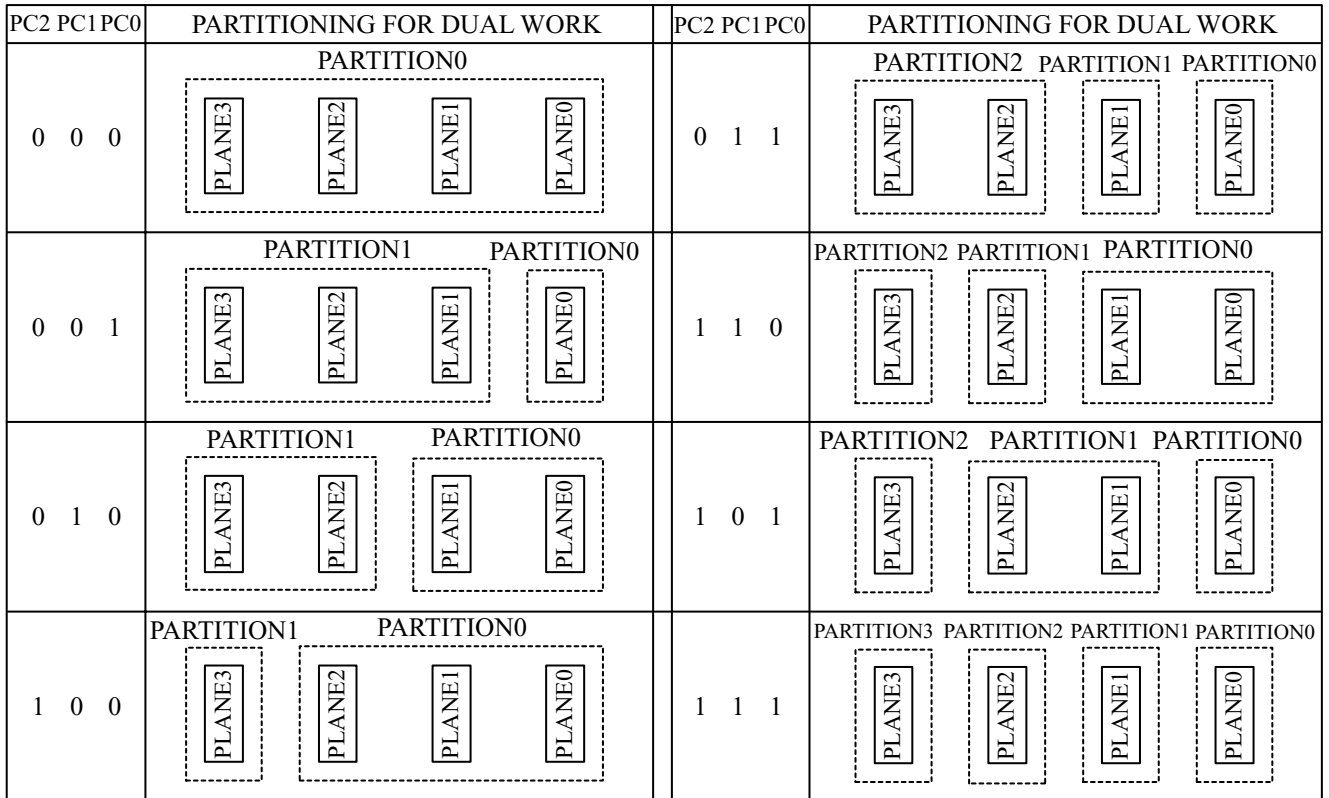 PC2 PC1PC0 PARTITIONING FOR DUAL WORK PC2 PC1PC0 PARTITIONING FOR DUAL WORK
PARTITION0
0 0 0 PLANE3 PLANE2 PLANE1 PLANE0
PARTITION2 PARTITION1 PARTITION0
0 1 1 PLANE3 PLANE2 PLANE1 PLANE0
PARTITION1 PARTITION0
0 0 1 PLANE3 PLANE2 PLANE1 PLANE0
PARTITION2 PARTITION1 PARTITION0
1 1 0 PLANE3 PLANE2 PLANE1 PLANE0
PARTITION1 PARTITION0
0 1 0 PLANE3 PLANE2 PLANE1 PLANE0
PARTITION2 PARTITION1 PARTITION0
1 0 1 PLANE3 PLANE2 PLANE1 PLANE0
PARTITION1 PARTITION0
1 0 0 PLANE3 PLANE2 PLANE1 PLANE0
PARTITION3 PARTITION2 PARTITION1 PARTITION0
1 1 1 PLANE3 PLANE2 PLANE1 PLANE0